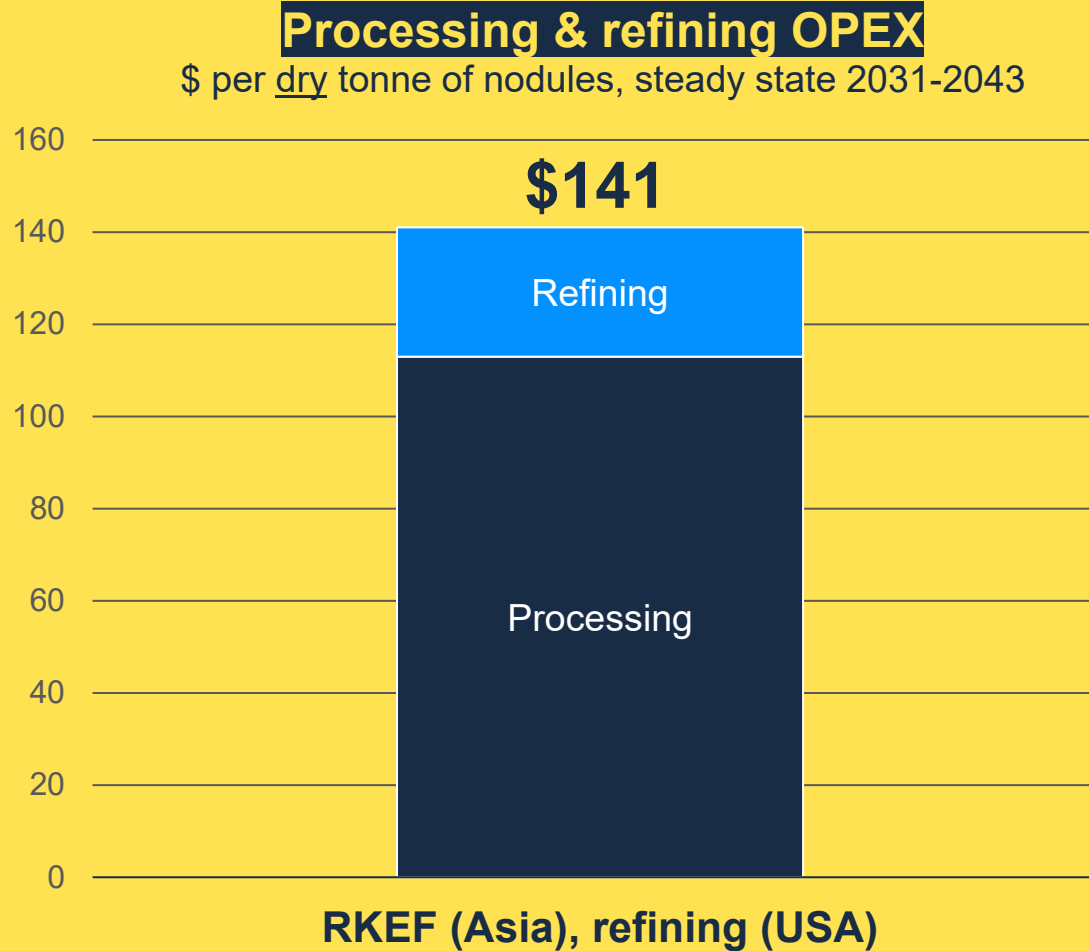 Processing & refining OPEX
$ per dry tonne of nodules, steady state 2031-2043
160
$141
140
Refining
120
100
80
60
Processing
40
20
0
RKEF (Asia), refining (USA)